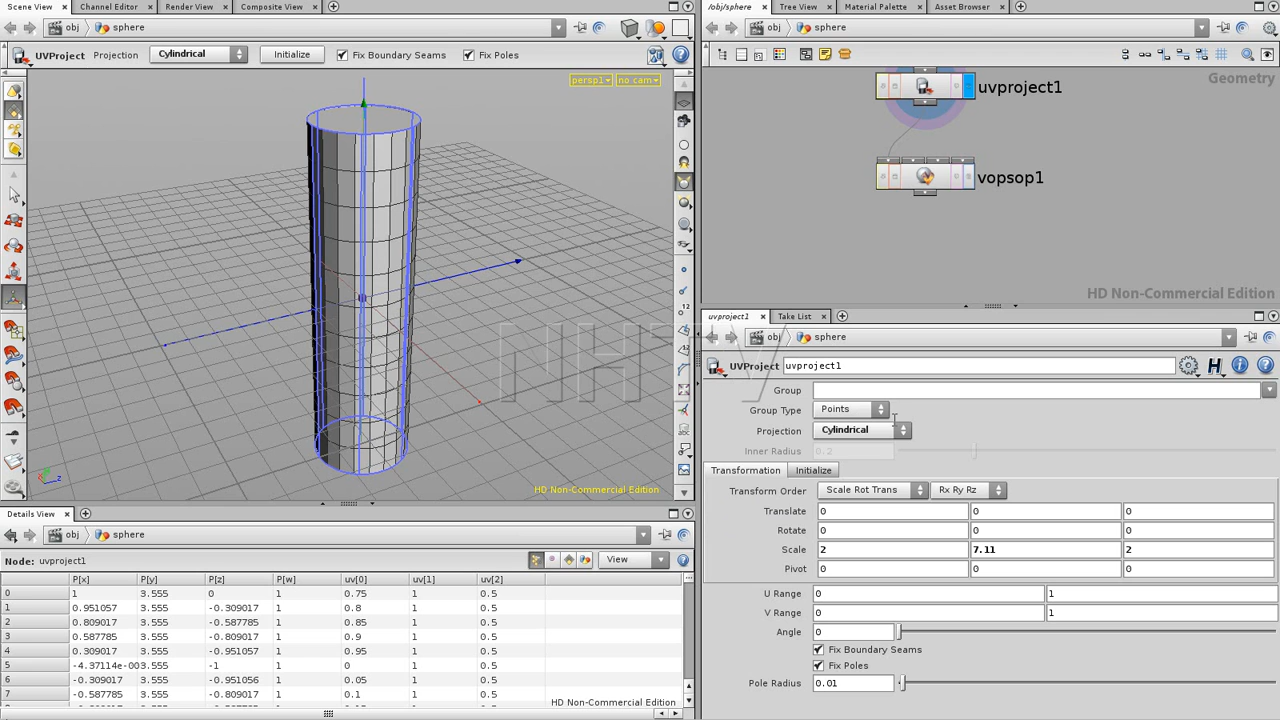 Scene View
Channel Editor
Render View
Composite View
/obj/sphere
Tree View
Material Palette
Asset Browser
obj
sphere
obj
sphere
UVProject
Projection
Cylindrical
Initialize
Fix Boundary Seams
Fix Poles
persp1
no cam
HD Non-Commercial Edition
Geometry
uvproject1
vopsop1
HD Non-Commercial Edition
NHTV
uvproject1
Take List
obj
sphere
UVProject
uvproject1
Group
Group Type
Points
Projection
Cylindrical
Inner Radius
0.2
Transformation
Initialize
Transform Order
Scale Rot Trans
Rx Ry Rz
Translate 0 0 0
Rotate 0 0 0
Scale 2 7.11 2
Pivot 0 0 0
U Range 0 1
V Range 0 1
Angle 0
Fix Boundary Seams
Fix Poles
Pole Radius 0.01
Details View
obj
sphere
Node: uvproject1
View
P[x] P[y] P[z] P[w] uv[0] uv[1] uv[2]
0 1 3.555 0 1 0.75 1 0.5
1 0.951057 3.555 -0.309017 1 0.8 1 0.5
2 0.809017 3.555 -0.587785 1 0.85 1 0.5
3 0.587785 3.555 -0.809017 1 0.9 1 0.5
4 0.309017 3.555 -0.951057 1 0.95 1 0.5
5 -4.37114e-00 3.555 -1 1 0 1 0.5
6 -0.309017 3.555 -0.951056 1 0.05 1 0.5
7 -0.587785 3.555 -0.809017 1 0.1 1 0.5
HD Non-Commercial Edition